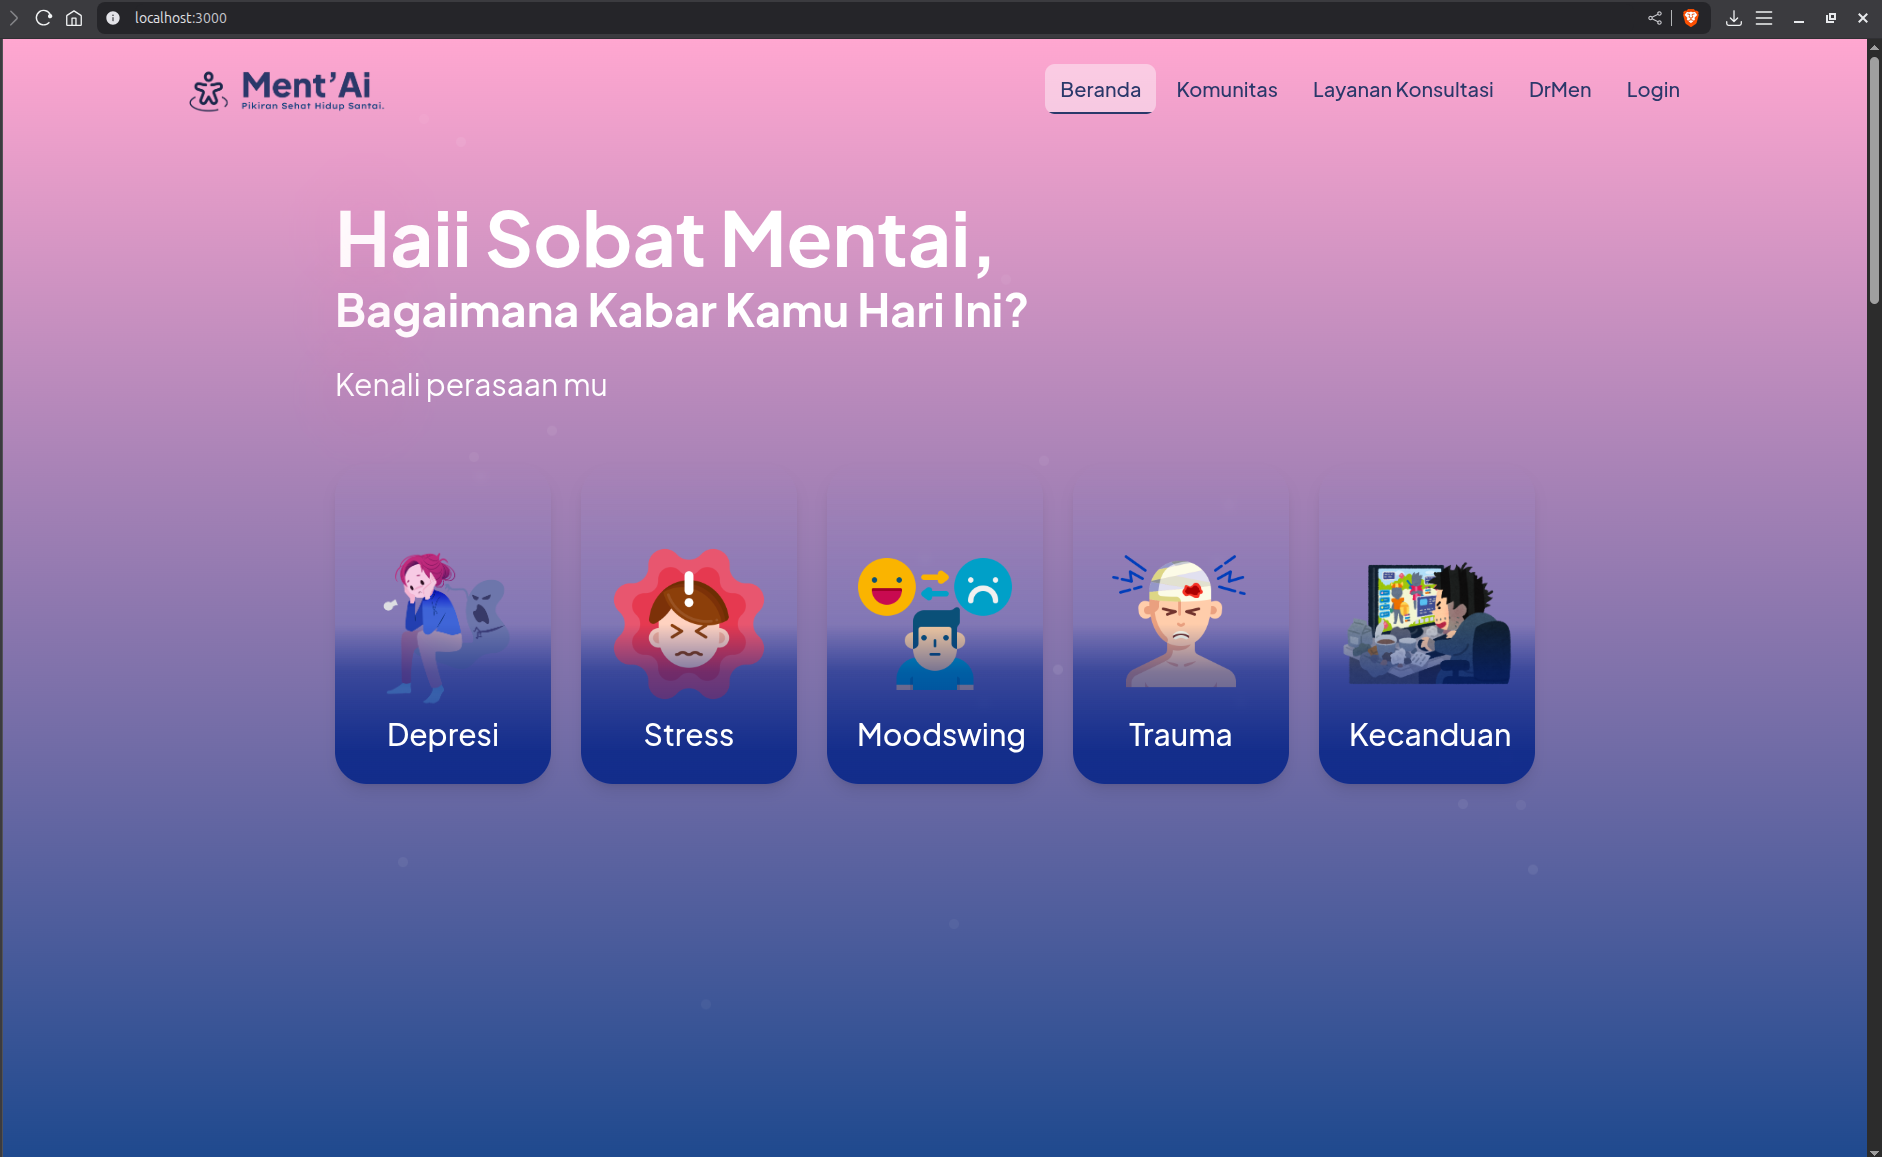 localhost:3000
Ment'Ai
Pikiran Sehat Hidup Santai.
Beranda
Komunitas
Layanan Konsultasi
DrMen
Login
Haii Sobat Mentai,
Bagaimana Kabar Kamu Hari Ini?
Kenali perasaan mu
Depresi
Stress
Moodswing
Trauma
Kecanduan